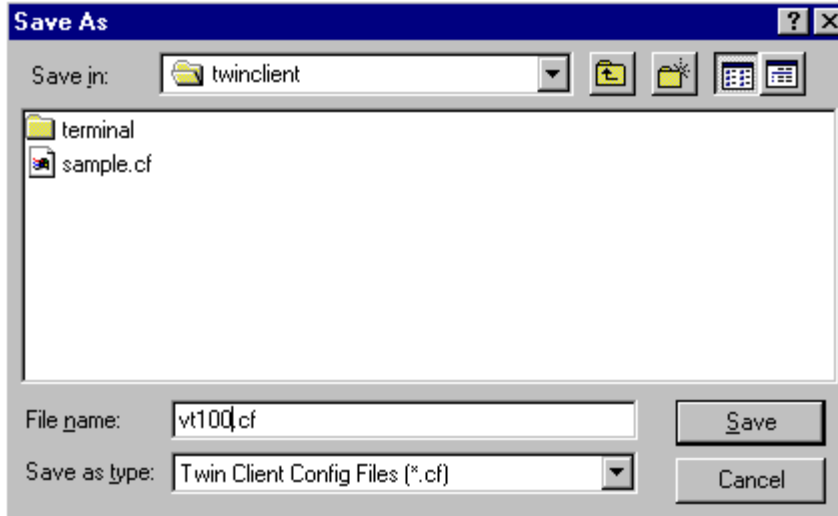 Save As
Save in: twinclient
terminal
sample.cf
File name: vt100.cf Save
Save as type: Twin Client Config Files (*.cf) Cancel